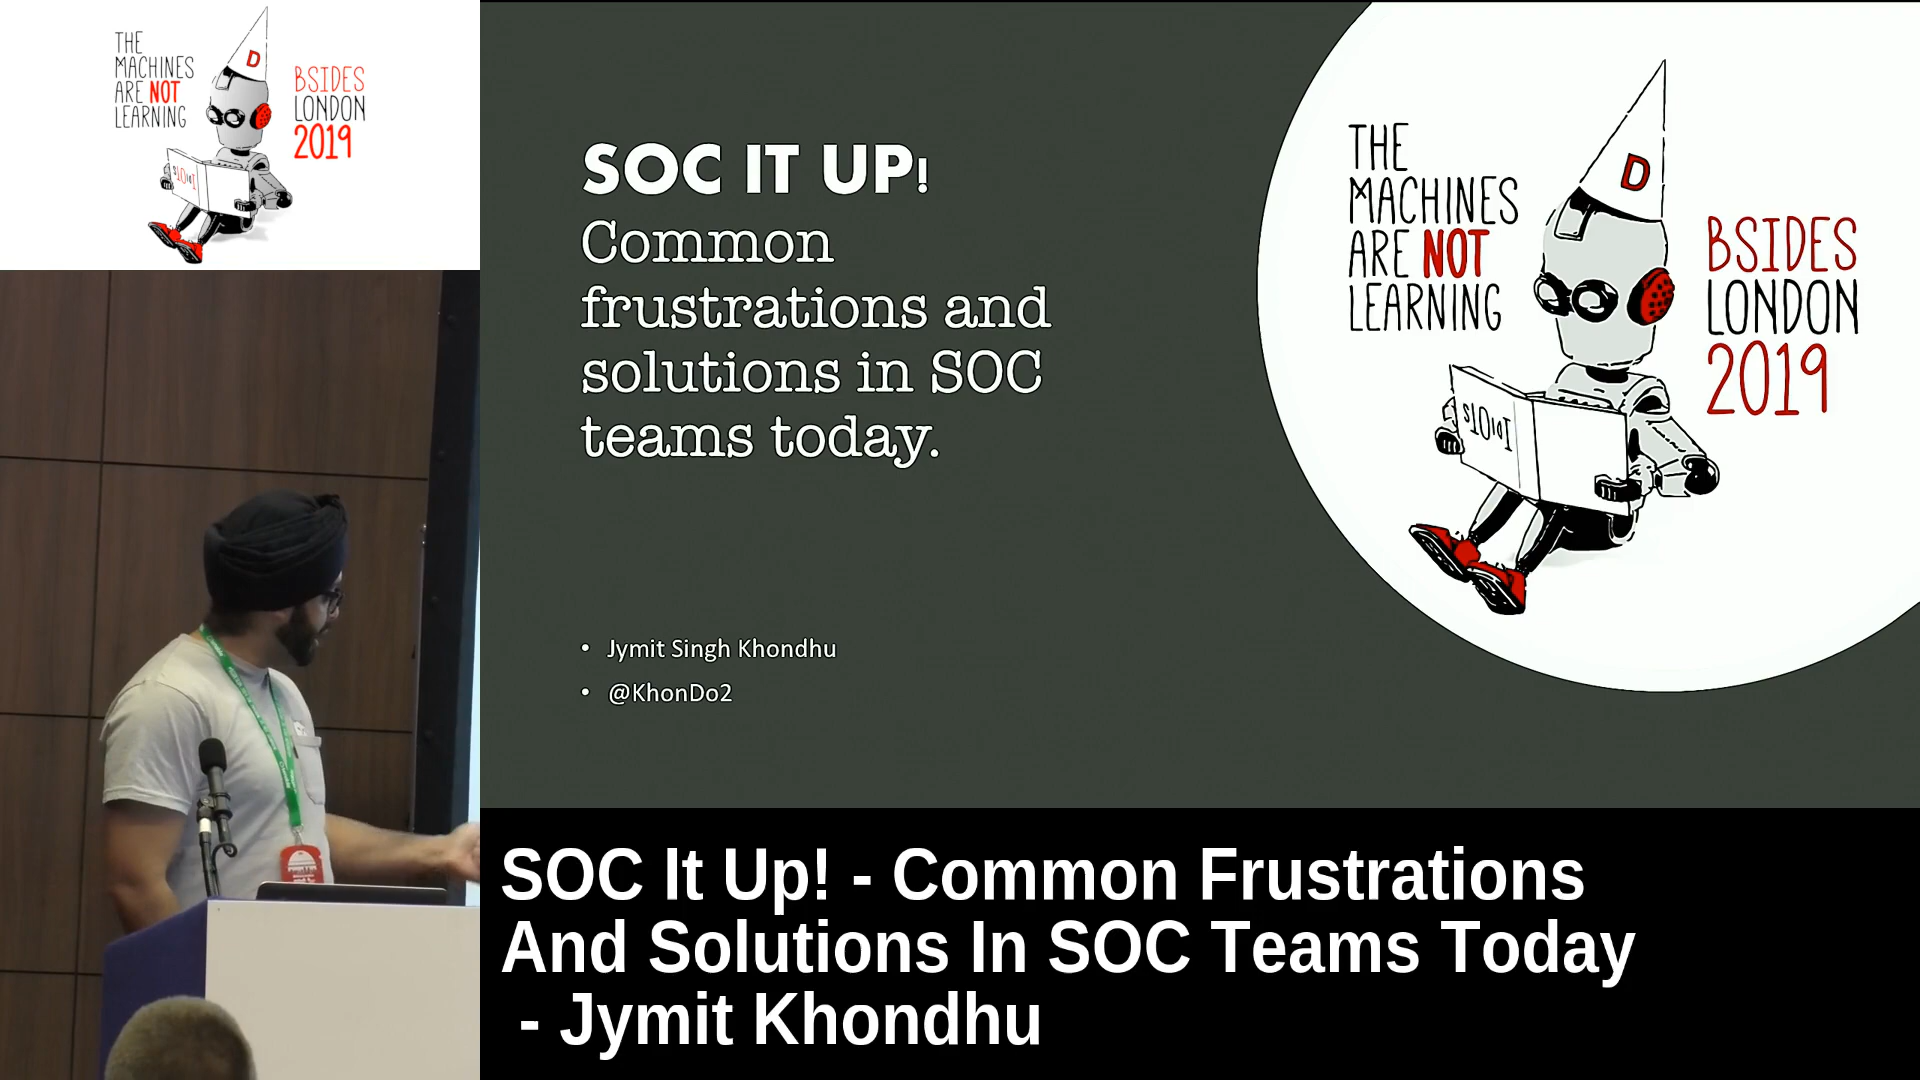 THE
MACHINES
ARE NOT
LEARNING
BSIDES
LONDON
2019
D
SOC IT UP!
Common
frustrations and
solutions in SOC
teams today.
• Jymit Singh Khondhu
• @KhonDo2
THE
MACHINES
ARE NOT
LEARNING
BSIDES
LONDON
2019
D
SOC It Up! - Common Frustrations
And Solutions In SOC Teams Today
- Jymit Khondhu